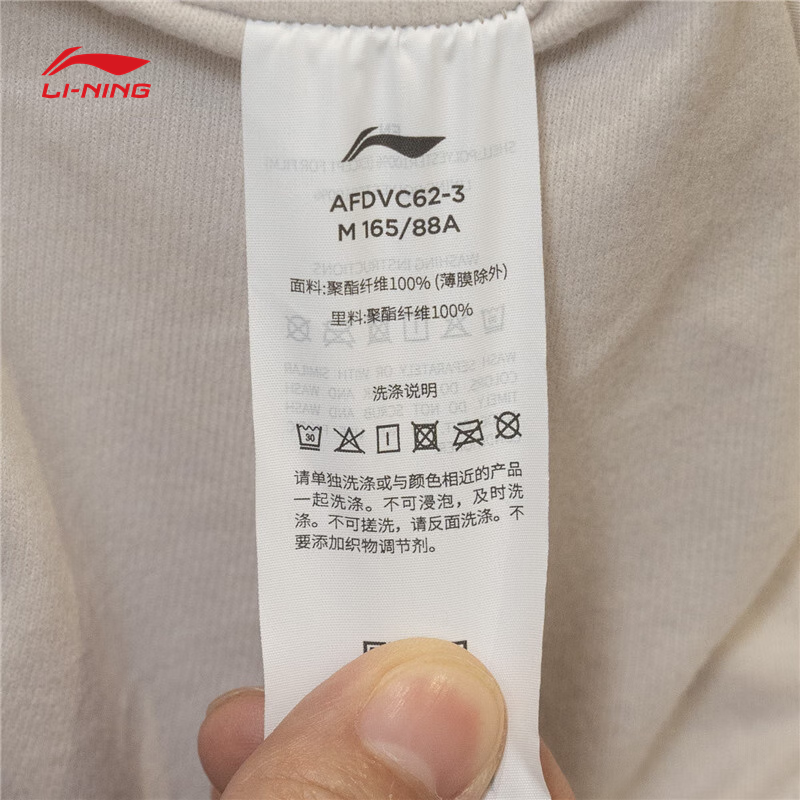 LI-NING
AFDVC62-3
M 165/88A
面料:聚酯纤维100% (薄膜除外)
里料:聚酯纤维100%
洗涤说明
30
请单独洗涤或与颜色相近的产品
一起洗涤。不可浸泡，及时洗
涤。不可搓洗，请反面洗涤。不
要添加织物调节剂。